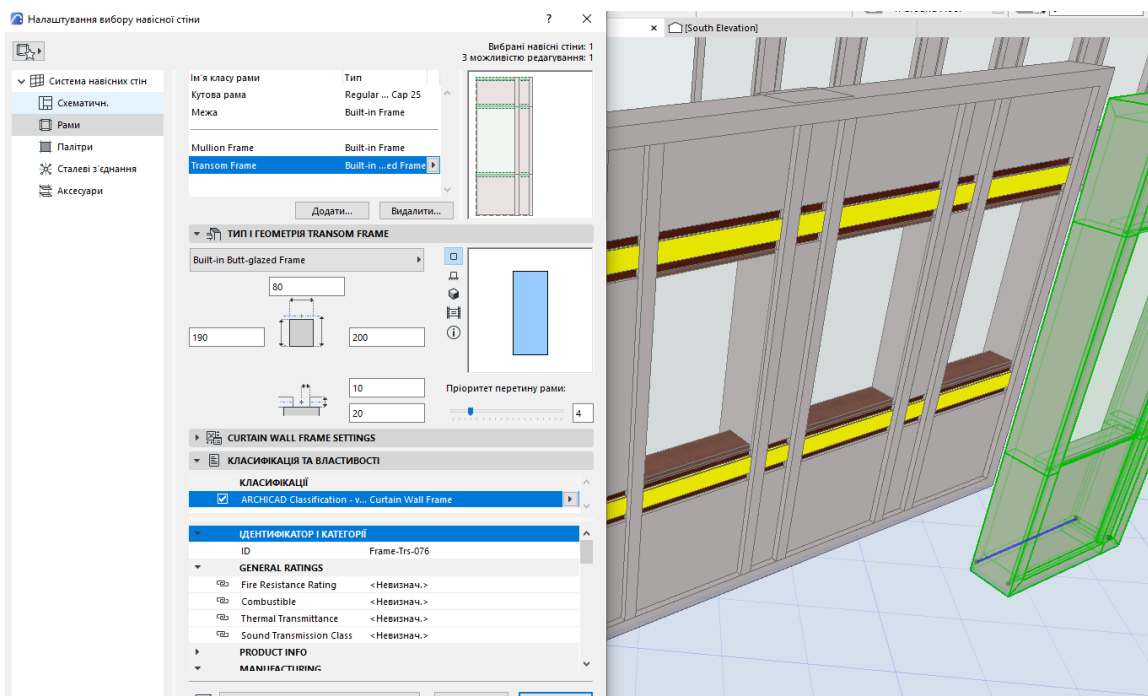 Налаштування вибору навісної стіни
? ×
Вибрані навісні стіни: 1
З можливістю редагування: 1
Система навісних стін
Схематичн.
Рами
Палітри
Сталеві з'єднання
Аксесуари
Ім'я класу рами Тип
Кутова рама Regular ... Cap 25
Межа Built-in Frame
Mullion Frame Built-in Frame
Transom Frame Built-in ...ed Frame
Додати... Видалити...
ТИП І ГЕОМЕТРІЯ TRANSOM FRAME
Built-in Butt-glazed Frame
80
190 200
10
20
Пріоритет перетину рами:
4
CURTAIN WALL FRAME SETTINGS
КЛАСИФІКАЦІЯ ТА ВЛАСТИВОСТІ
КЛАСИФІКАЦІЇ
ARCHICAD Classification - v... Curtain Wall Frame
ІДЕНТИФІКАТОР І КАТЕГОРІЇ
ID Frame-Trs-076
GENERAL RATINGS
Fire Resistance Rating <Невизнач.>
Combustible <Невизнач.>
Thermal Transmittance <Невизнач.>
Sound Transmission Class <Невизнач.>
PRODUCT INFO
MANUFACTURING
× [South Elevation]